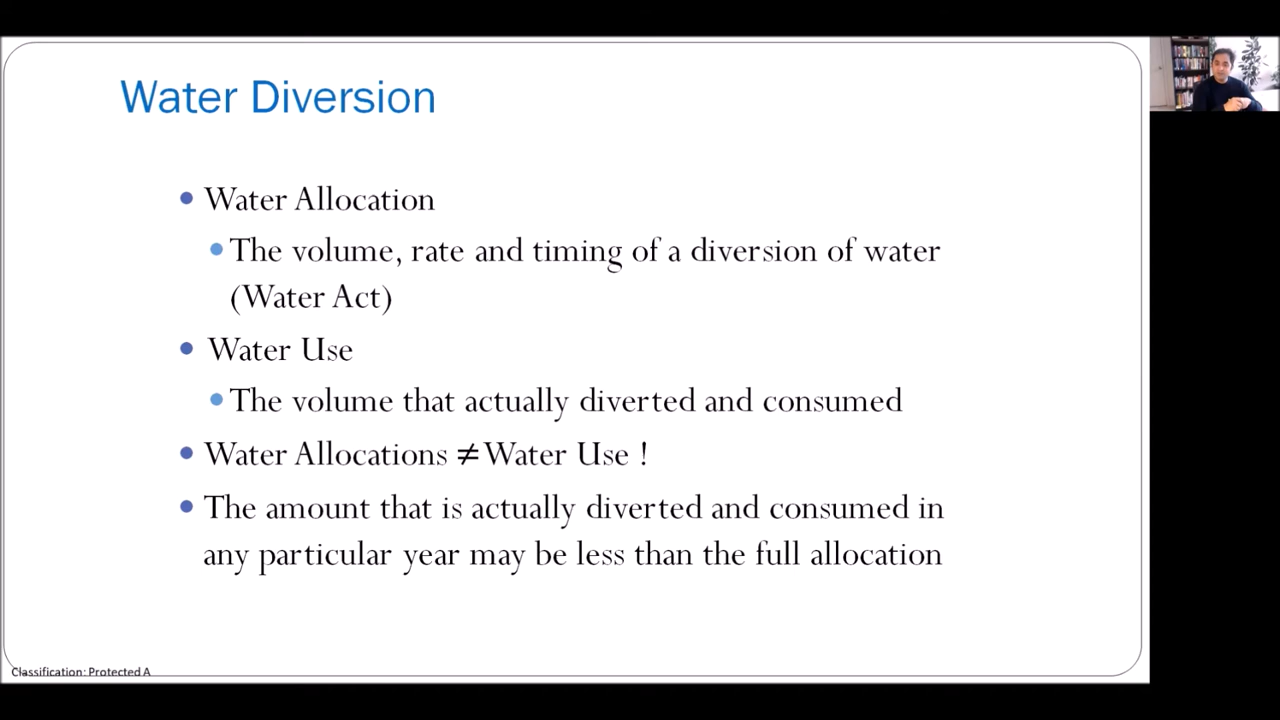 Water Diversion
• Water Allocation
• The volume, rate and timing of a diversion of water
(Water Act)
• Water Use
• The volume that actually diverted and consumed
• Water Allocations ≠ Water Use !
• The amount that is actually diverted and consumed in
any particular year may be less than the full allocation
Classification: Protected A